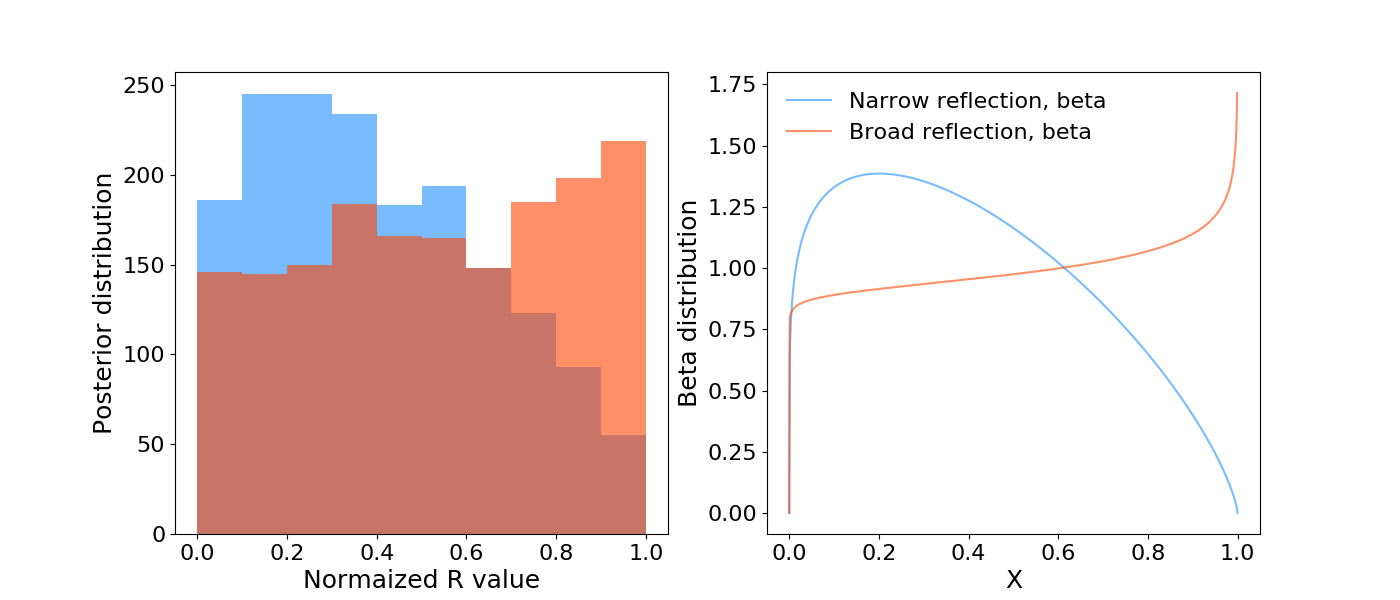 250
200
150
100
50
0
0.0 0.2 0.4 0.6 0.8 1.0
Normaized R value
Posterior distribution
Narrow reflection, beta
Broad reflection, beta
1.75
1.50
1.25
1.00
0.75
0.50
0.25
0.00
0.0 0.2 0.4 0.6 0.8 1.0
X
Beta distribution